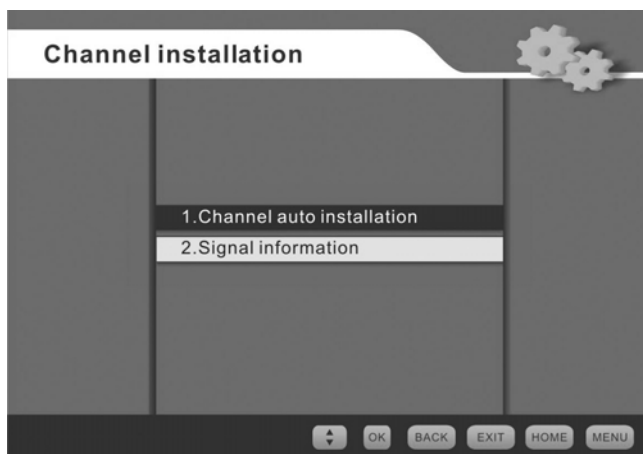 Channel installation
1.Channel auto installation
2.Signal information
OK BACK EXIT HOME MENU